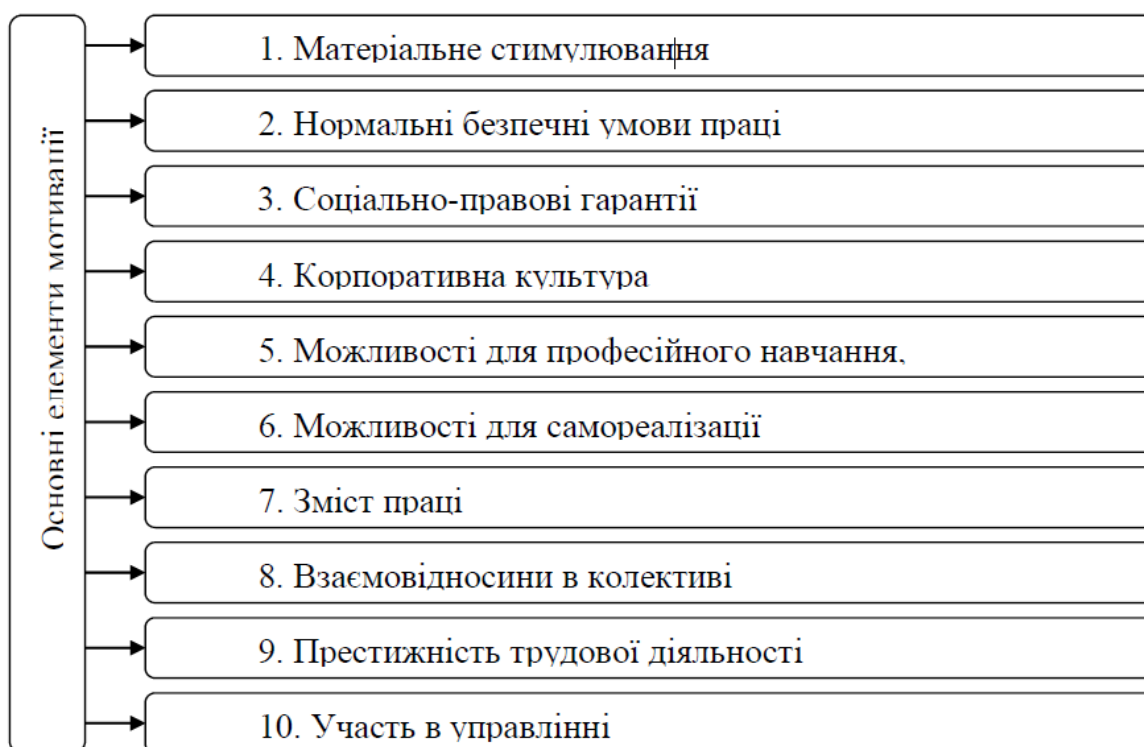 Основні елементи мотивації
1. Матеріальне стимулювання
2. Нормальні безпечні умови праці
3. Соціально-правові гарантії
4. Корпоративна культура
5. Можливості для професійного навчання,
6. Можливості для самореалізації
7. Зміст праці
8. Взаємовідносини в колективі
9. Престижність трудової діяльності
10. Участь в управлінні